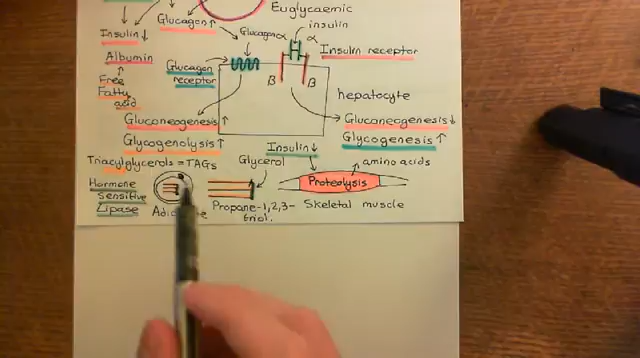 Euglycaemic
Glucagon ↑
insulin
Insulin ↓
Glucagon
α
α
Albumin
Insulin receptor
Glucagon
receptor
Free
Fatty
acid
β
β
hepatocyte
Gluconeogenesis ↑
Gluconeogenesis ↓
Glycogenolysis ↑
Glycogenesis ↑
Insulin ↓
Triacylglycerols = TAGs
Glycerol
amino acids
Hormone
Sensitive
Lipase
Proteolysis
Propane-1,2,3-
triol.
Skeletal muscle